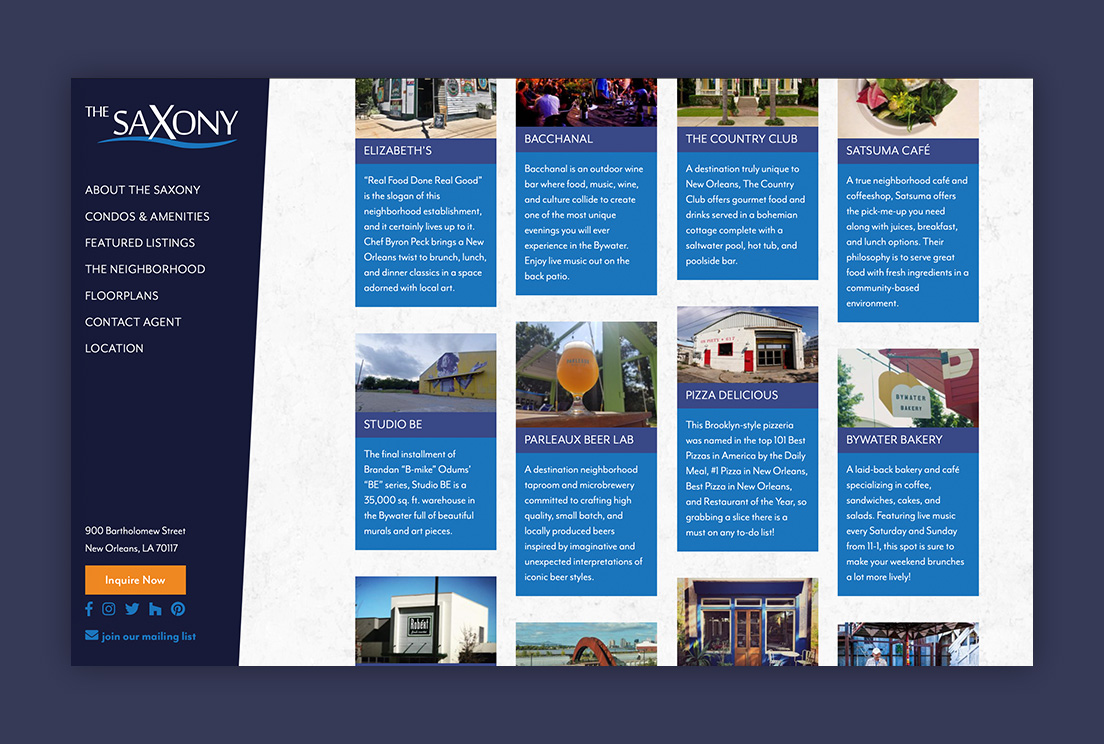 THE
SAXONY
ABOUT THE SAXONY
CONDOS & AMENITIES
FEATURED LISTINGS
THE NEIGHBORHOOD
FLOORPLANS
CONTACT AGENT
LOCATION
900 Bartholomew Street
New Orleans, LA 70117
Inquire Now
join our mailing list
ELIZABETH'S
"Real Food Done Real Good"
is the slogan of this
neighborhood establishment,
and it certainly lives up to it.
Chef Byron Peck brings a New
Orleans twist to brunch, lunch,
and dinner classics in a space
adorned with local art.
STUDIO BE
The final installment of
Brandan "B-mike" Odums'
"BE" series, Studio BE is a
35,000 sq. ft. warehouse in
the Bywater full of beautiful
murals and art pieces.
Robért
BACCHANAL
Bacchanal is an outdoor wine
bar where food, music, wine,
and culture collide to create
one of the most unique
evenings you will ever
experience in the Bywater.
Enjoy live music out on the
back patio.
PARLEAUX BEER LAB
A destination neighborhood
taproom and microbrewery
committed to crafting high
quality, small batch, and
locally produced beers
inspired by imaginative and
unexpected interpretations of
iconic beer styles.
THE COUNTRY CLUB
A destination truly unique to
New Orleans, The Country
Club offers gourmet food and
drinks served in a bohemian
cottage complete with a
saltwater pool, hot tub, and
poolside bar.
PIZZA DELICIOUS
This Brooklyn-style pizzeria
was named in the top 101 Best
Pizzas in America by the Daily
Meal, #1 Pizza in New Orleans,
Best Pizza in New Orleans,
and Restaurant of the Year, so
grabbing a slice there is a
must on any to-do list!
SATSUMA CAFÉ
A true neighborhood café and
coffeeshop, Satsuma offers
the pick-me-up you need
along with juices, breakfast,
and lunch options. Their
philosophy is to serve great
food with fresh ingredients in a
community-based
environment.
BYWATER
BAKERY
BYWATER BAKERY
A laid-back bakery and café
specializing in coffee,
sandwiches, cakes, and
salads. Featuring live music
every Saturday and Sunday
from 11-1, this spot is sure to
make your weekend brunches
a lot more lively!